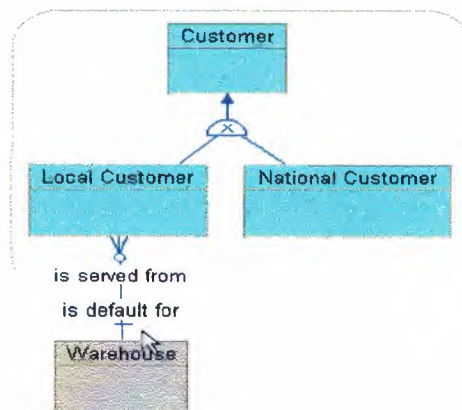 Customer
Local Customer
National Customer
is served from
is default for
Warehouse